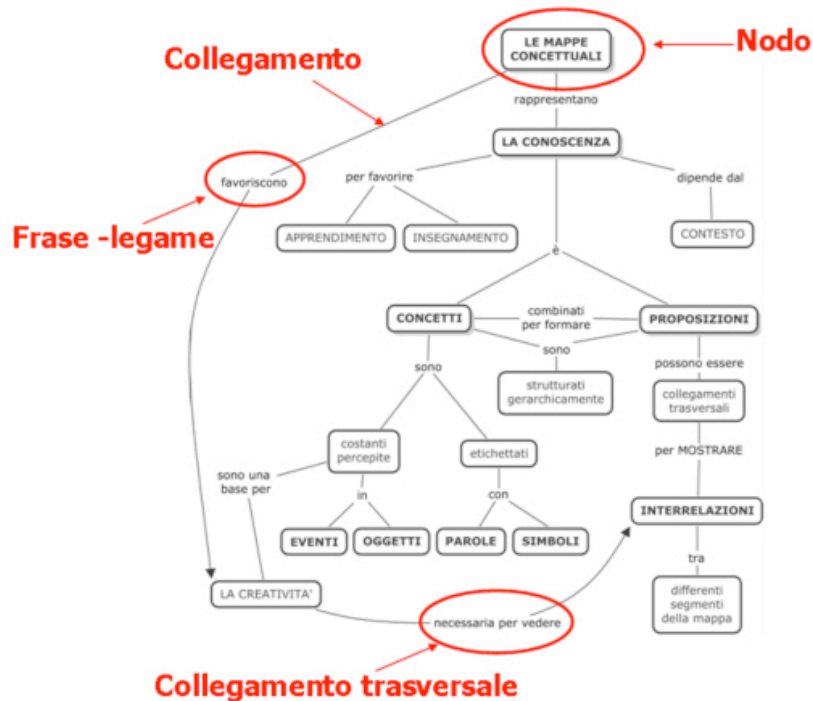 LE MAPPE
CONCETTUALI
Nodo
Collegamento
rappresentano
LA CONOSCENZA
favoriscono
per favorire
dipende dal
Frase -legame
APPRENDIMENTO
INSEGNAMENTO
CONTESTO
è
CONCETTI
combinati
per formare
PROPOSIZIONI
sono
sono
possono essere
strutturati
gerarchicamente
collegamenti
trasversali
costanti
percepite
etichettati
per MOSTRARE
sono una
base per
in
con
INTERRELAZIONI
EVENTI
OGGETTI
PAROLE
SIMBOLI
tra
LA CREATIVITA'
necessaria per vedere
differenti
segmenti
della mappa
Collegamento trasversale